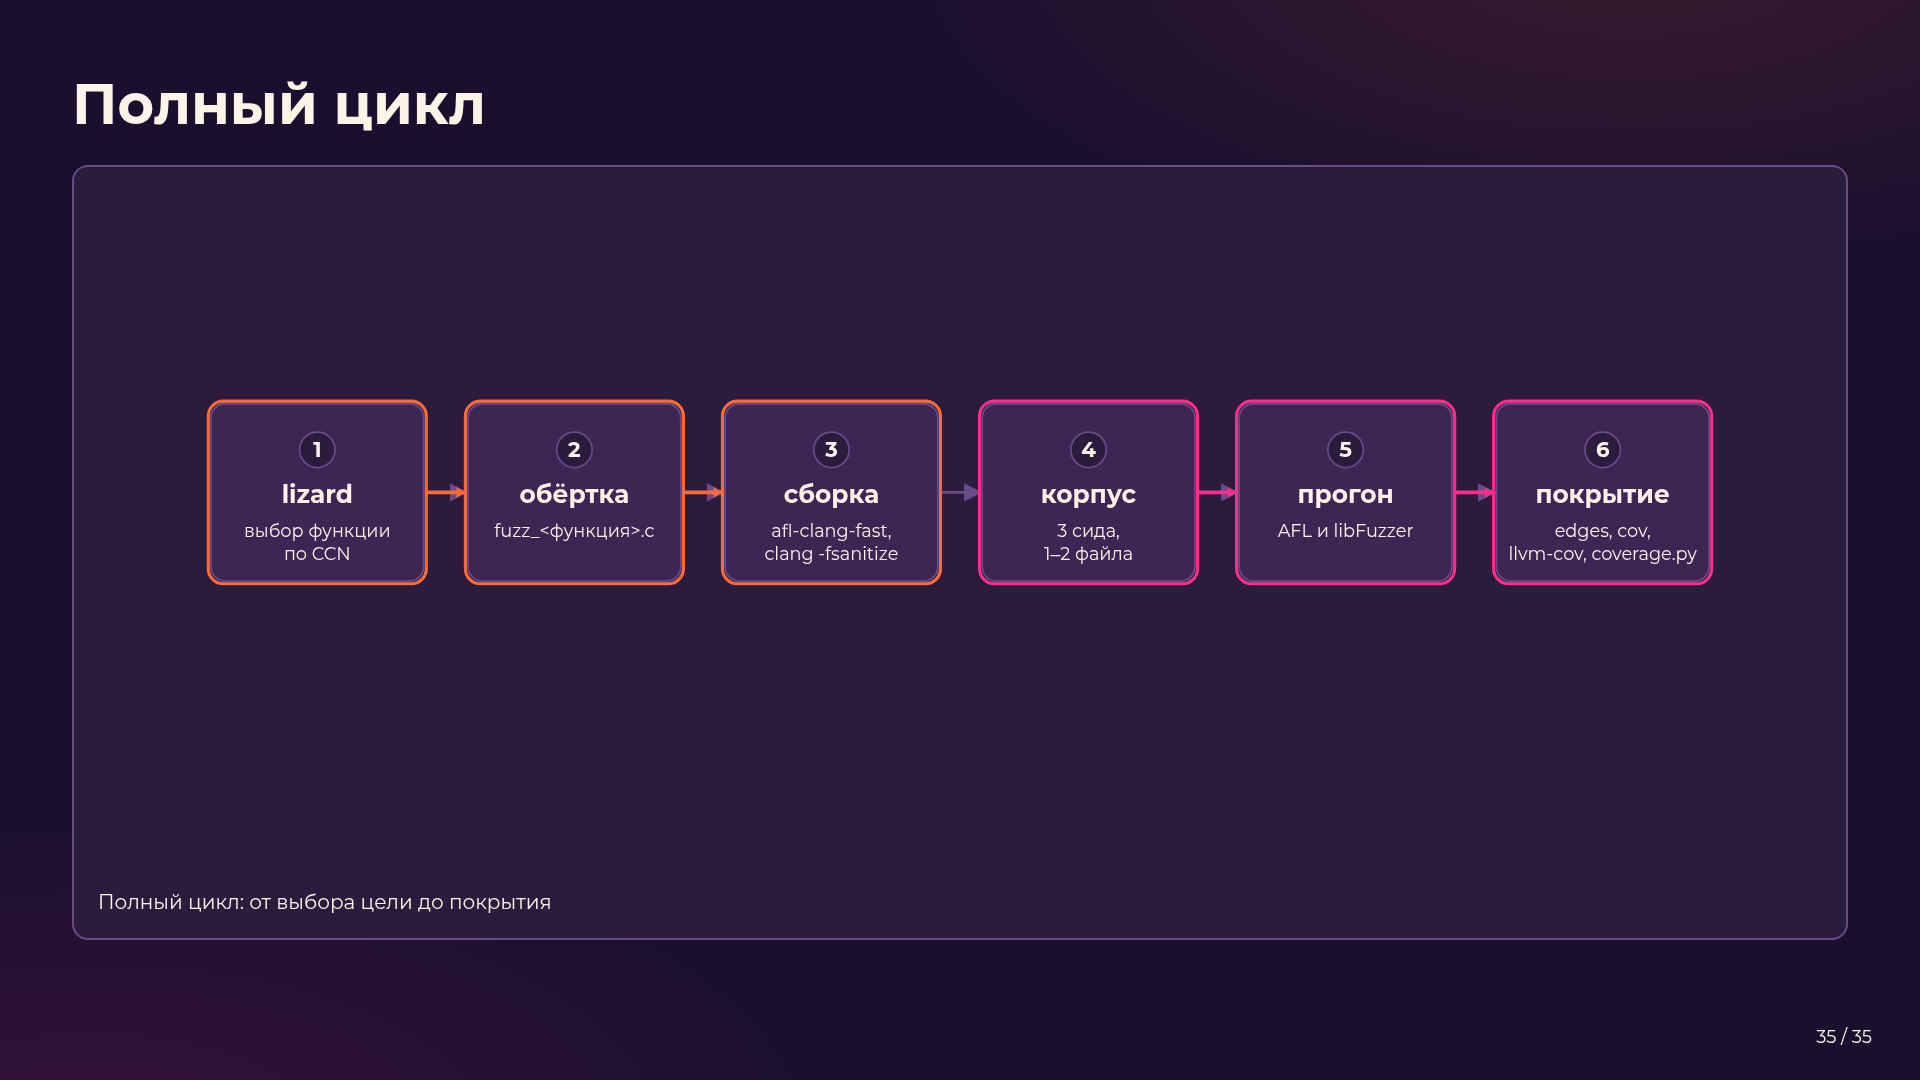 Полный цикл
1
lizard
выбор функции
по CCN
2
обёртка
fuzz_<функция>.c
3
сборка
afl-clang-fast,
clang -fsanitize
4
корпус
3 сида,
1–2 файла
5
прогон
AFL и libFuzzer
6
покрытие
edges, cov,
llvm-cov, coverage.py
Полный цикл: от выбора цели до покрытия
35 / 35